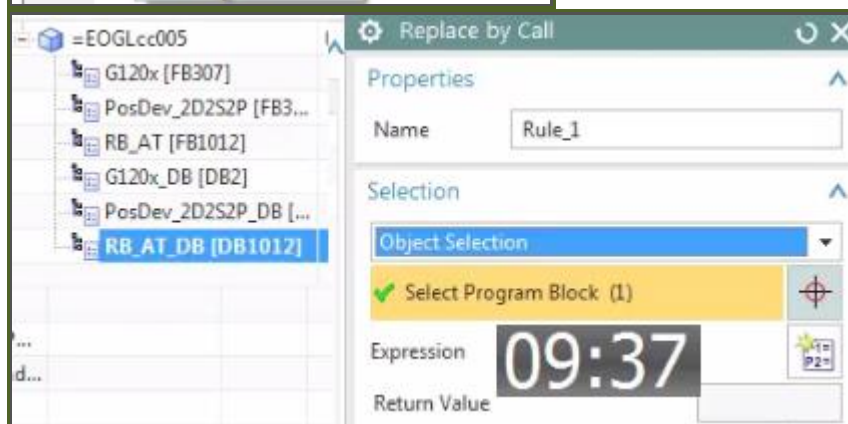 =EOGLcc005
G120x [FB307]
PosDev_2D2S2P [FB3...
RB_AT [FB1012]
G120x_DB [DB2]
PosDev_2D2S2P_DB [...
RB_AT_DB [DB1012]
...
d...
Replace by Call
Properties
Name
Rule_1
Selection
Object Selection
Select Program Block (1)
Expression
09:37
P2=
Return Value